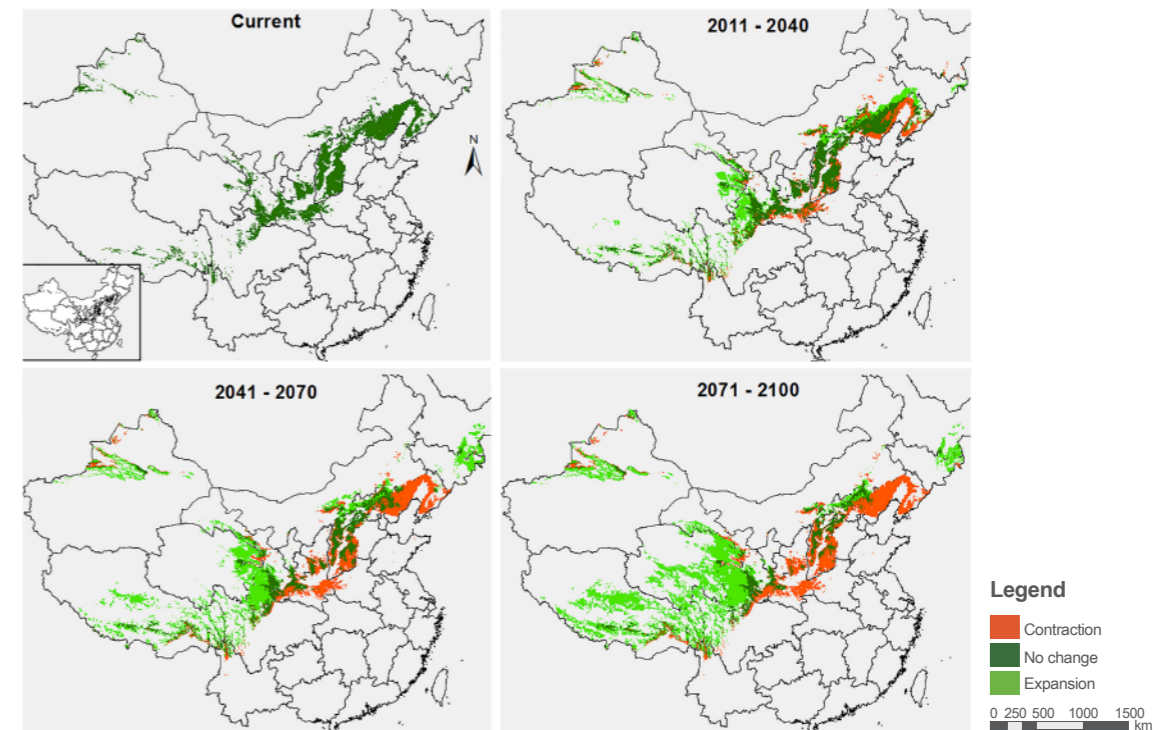 Current
2011 - 2040
N
2041 - 2070
2071 - 2100
Legend
Contraction
No change
Expansion
0 250 500 1000 1500
km